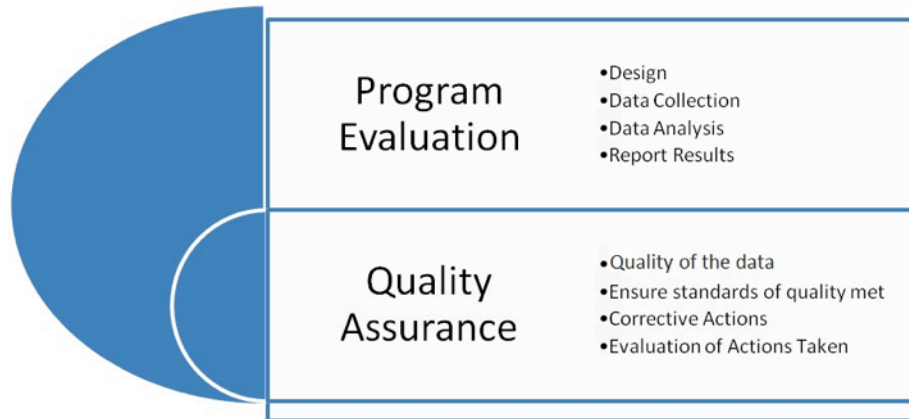 Program
Evaluation
•Design
•Data Collection
•Data Analysis
•Report Results
Quality
Assurance
•Quality of the data
•Ensure standards of quality met
•Corrective Actions
•Evaluation of Actions Taken